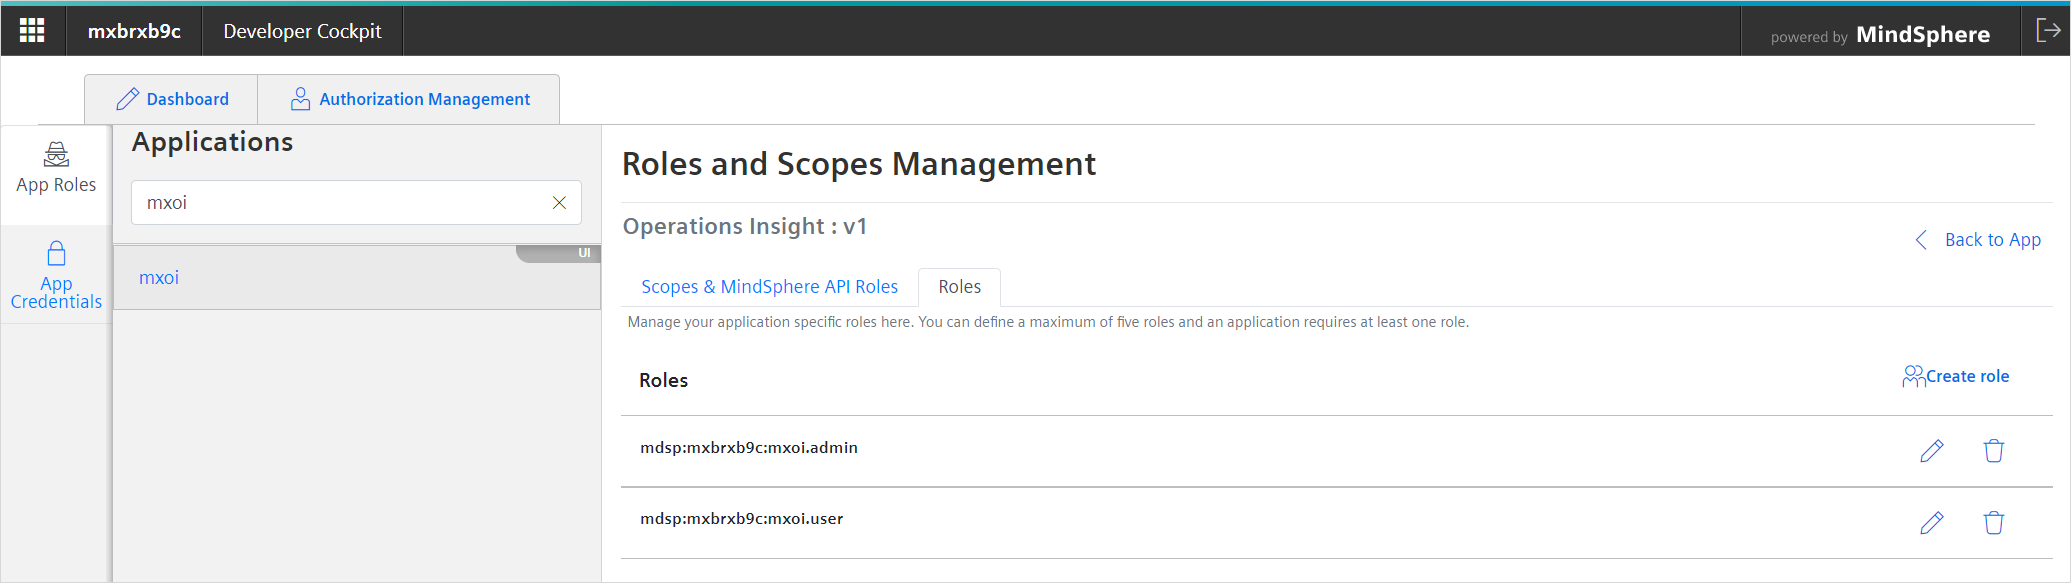 mxbrxb9c
Developer Cockpit
powered by MindSphere
Dashboard
Authorization Management
App Roles
App
Credentials
Applications
mxoi
UI
mxoi
Roles and Scopes Management
Operations Insight : v1
Back to App
Scopes & MindSphere API Roles
Roles
Manage your application specific roles here. You can define a maximum of five roles and an application requires at least one role.
Roles
Create role
mdsp:mxbrxb9c:mxoi.admin
mdsp:mxbrxb9c:mxoi.user